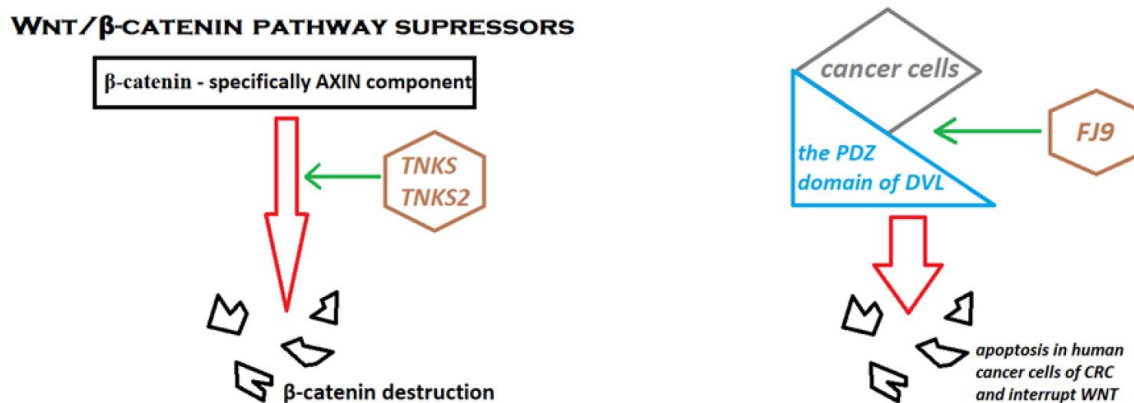 WNT/β-CATENIN PATHWAY SUPRESSORS
β-catenin - specifically AXIN component
TNKS
TNKS2
β-catenin destruction
cancer cells
the PDZ
domain of DVL
FJ9
apoptosis in human
cancer cells of CRC
and interrupt WNT